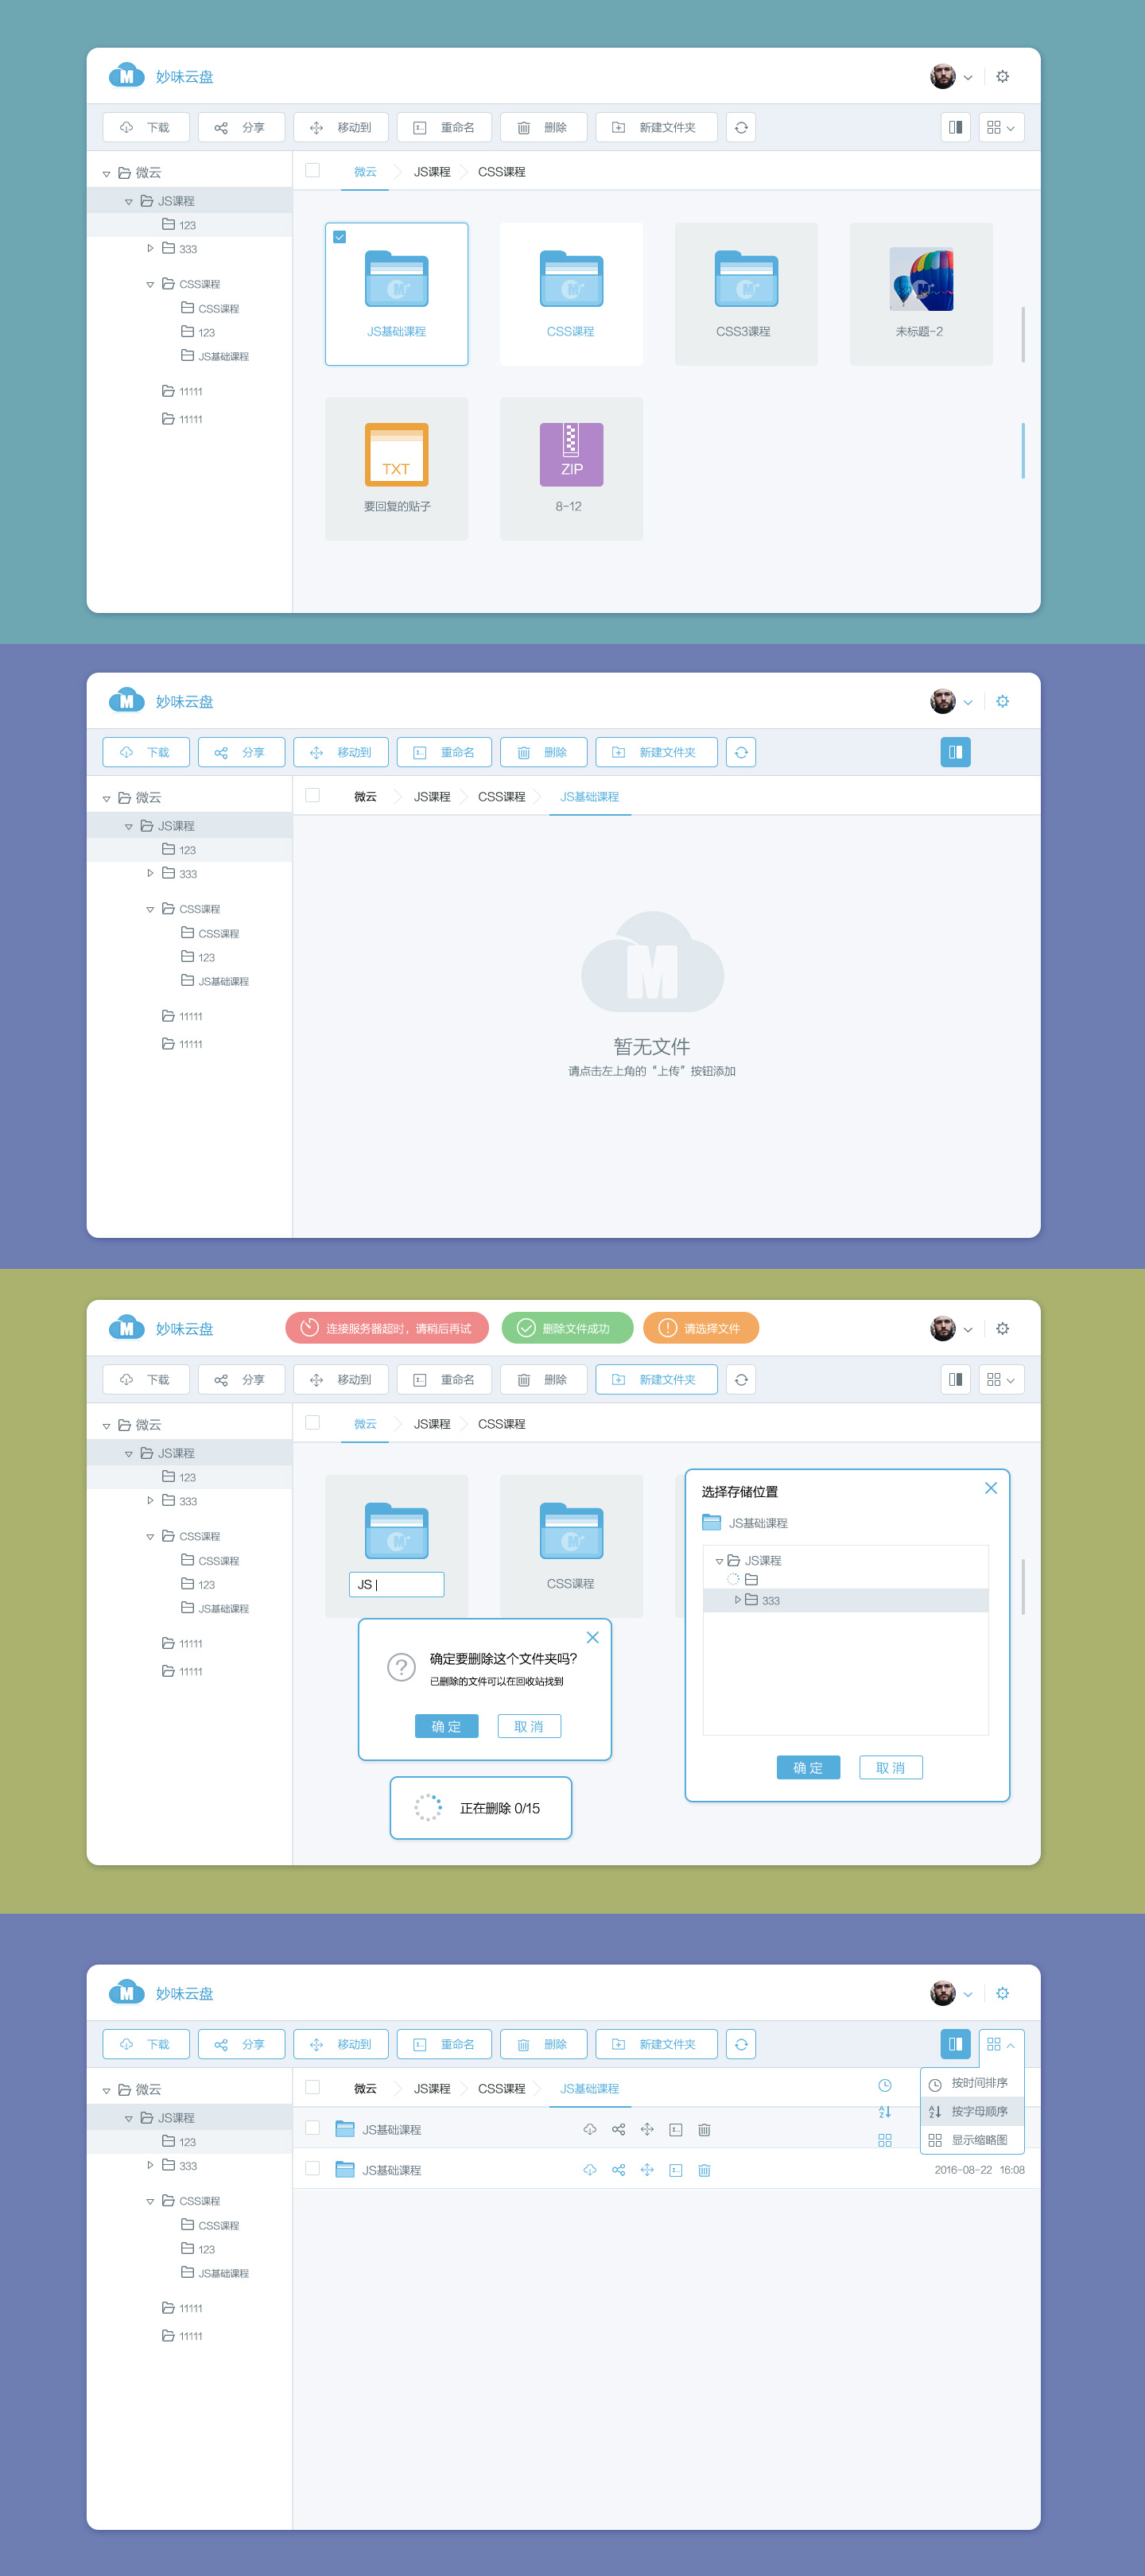 妙味云盘
下载 分享 移动到 重命名 删除 新建文件夹
微云 微云 JS课程 CSS课程
JS课程
123
333
CSS课程
CSS课程
123
JS基础课程
11111
11111
JS基础课程 CSS课程 CSS3课程 未标题-2
TXT ZIP
要回复的贴子 8-12
妙味云盘
下载 分享 移动到 重命名 删除 新建文件夹
微云 微云 JS课程 CSS课程 JS基础课程
JS课程
123
333
CSS课程
CSS课程
123
JS基础课程
11111
11111
暂无文件
请点击左上角的“上传”按钮添加
妙味云盘 连接服务器超时，请稍后再试 删除文件成功 请选择文件
下载 分享 移动到 重命名 删除 新建文件夹
微云 微云 JS课程 CSS课程
JS课程
123
333
CSS课程
CSS课程
123
JS基础课程
11111
11111
JS CSS课程
确定要删除这个文件夹吗?
已删除的文件可以在回收站找到
确定 取消
正在删除 0/15
选择存储位置
JS基础课程
JS课程
333
确定 取消
妙味云盘
下载 分享 移动到 重命名 删除 新建文件夹
微云 微云 JS课程 CSS课程 JS基础课程
JS课程
123
333
CSS课程
CSS课程
123
JS基础课程
11111
11111
按时间排序
按字母顺序
显示缩略图
JS基础课程
JS基础课程 2016-08-22 16:08